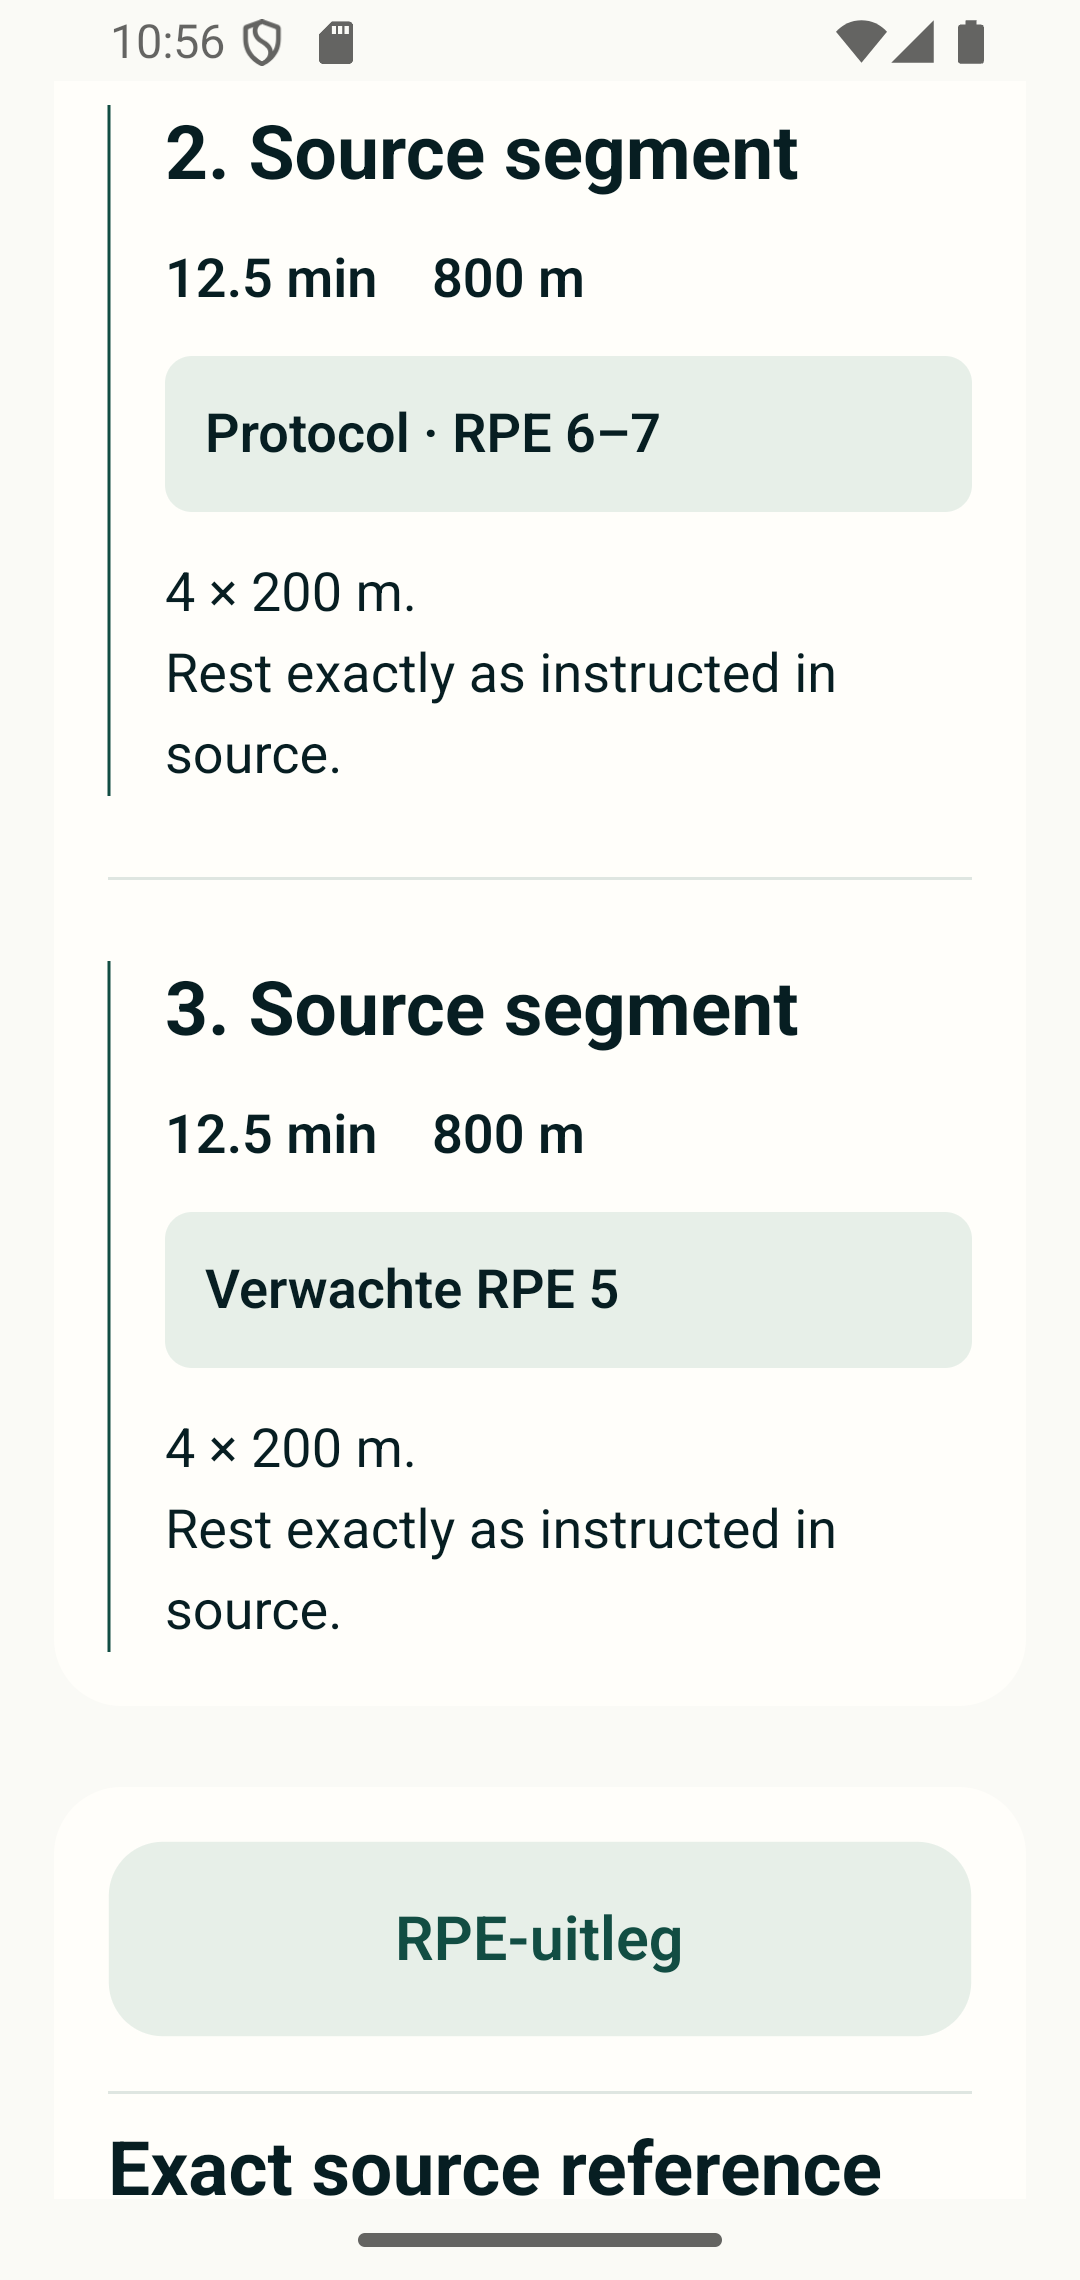 10:56
2. Source segment
12.5 min 800 m
Protocol · RPE 6–7
4 × 200 m.
Rest exactly as instructed in
source.
3. Source segment
12.5 min 800 m
Verwachte RPE 5
4 × 200 m.
Rest exactly as instructed in
source.
RPE-uitleg
Exact source reference